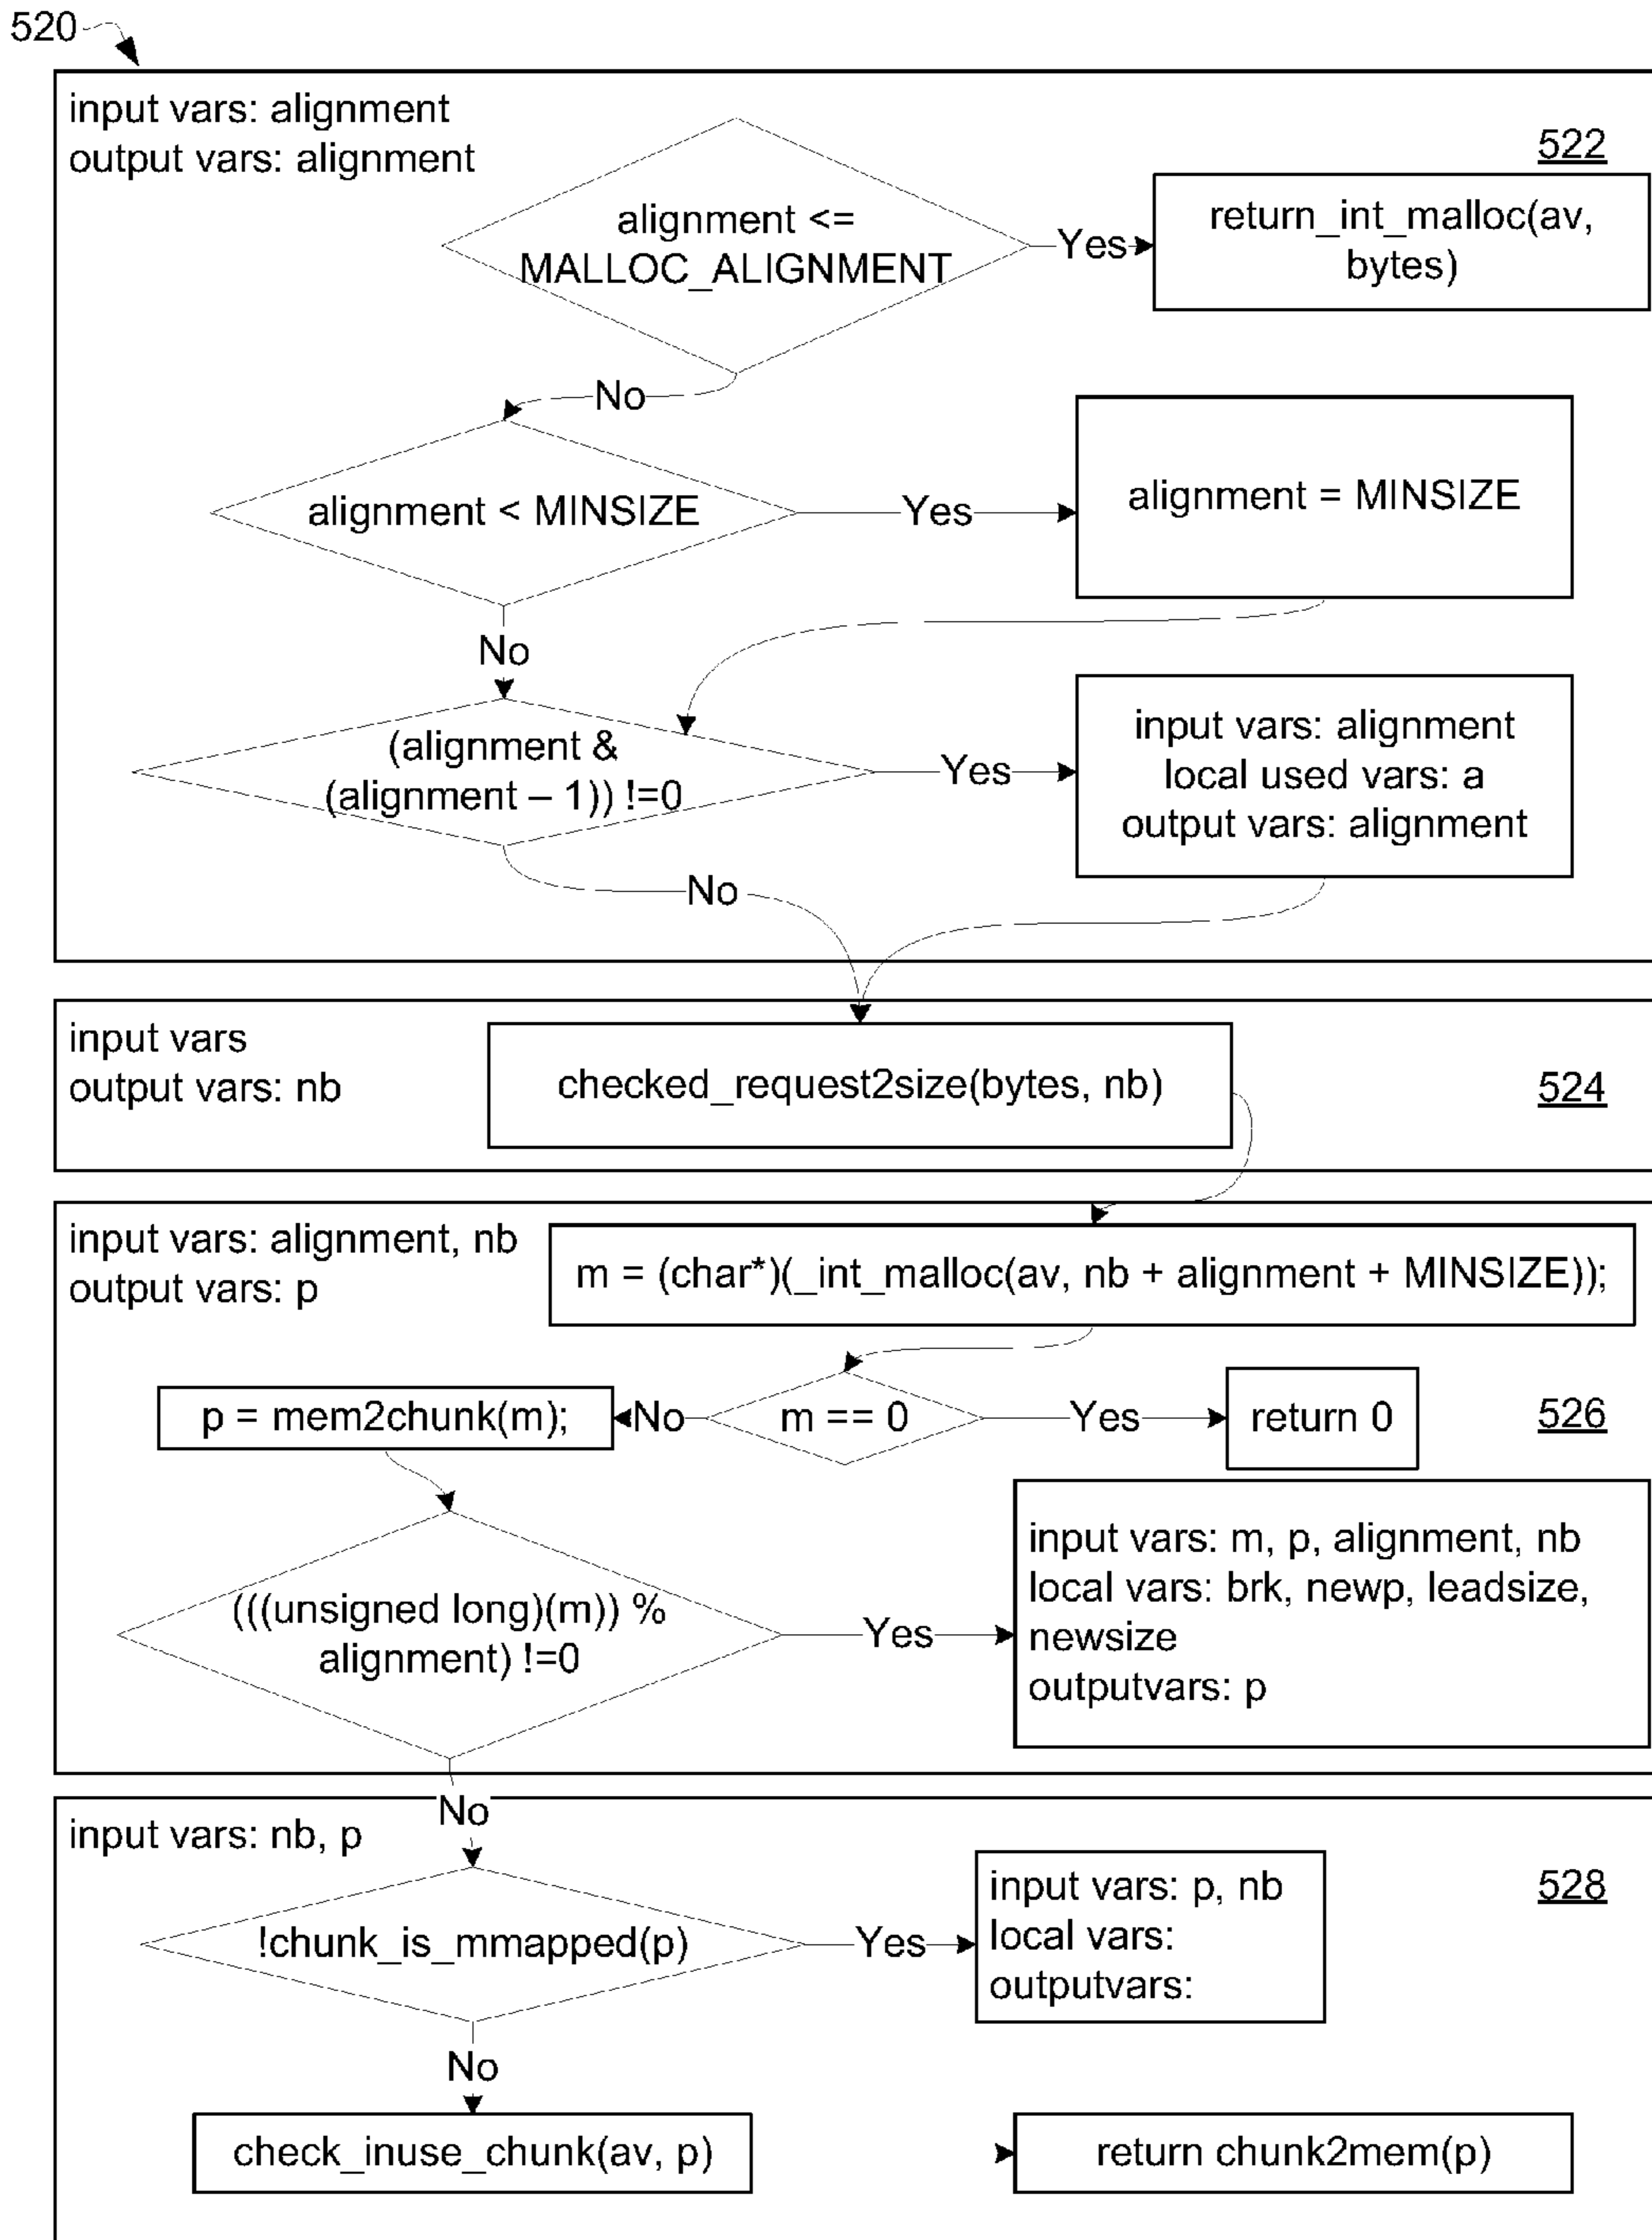 520
input vars: alignment
output vars: alignment
522
alignment <=
MALLOC_ALIGNMENT
Yes
return_int_malloc(av,
bytes)
No
alignment < MINSIZE
Yes
alignment = MINSIZE
No
(alignment &
(alignment – 1)) !=0
Yes
input vars: alignment
local used vars: a
output vars: alignment
No
input vars
output vars: nb
checked_request2size(bytes, nb)
524
input vars: alignment, nb
output vars: p
m = (char*)(_int_malloc(av, nb + alignment + MINSIZE));
p = mem2chunk(m);
No
m == 0
Yes
return 0
526
(((unsigned long)(m)) %
alignment) !=0
Yes
input vars: m, p, alignment, nb
local vars: brk, newp, leadsize,
newsize
outputvars: p
No
input vars: nb, p
528
!chunk_is_mmapped(p)
Yes
input vars: p, nb
local vars:
outputvars:
No
check_inuse_chunk(av, p)
return chunk2mem(p)